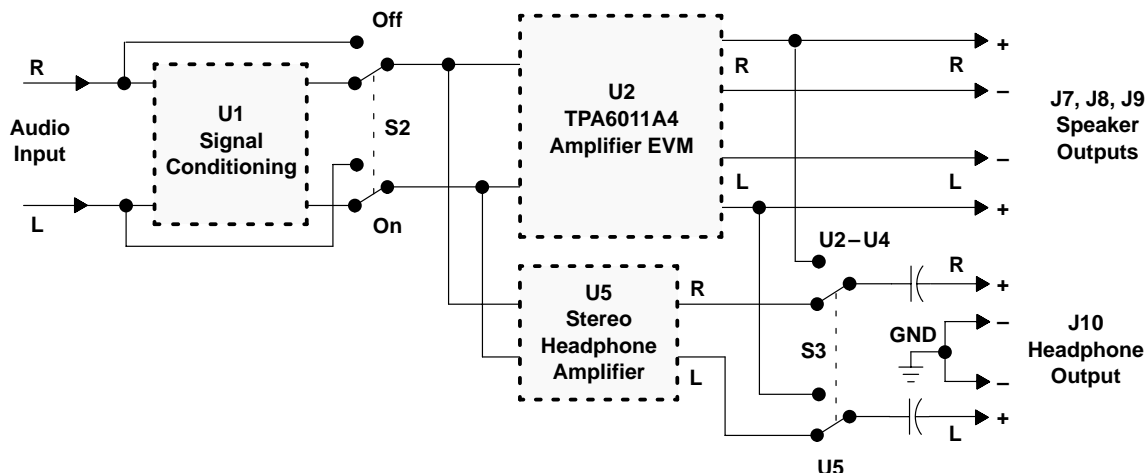 Off
R
Audio
Input
L
U1
Signal
Conditioning
S2
On
U2
TPA6011A4
Amplifier EVM
R
L
R
+
−
−
L
+
J7, J8, J9
Speaker
Outputs
U5
Stereo
Headphone
Amplifier
R
L
U2−U4
S3
U5
GND
R
+
−
−
L
+
J10
Headphone
Output